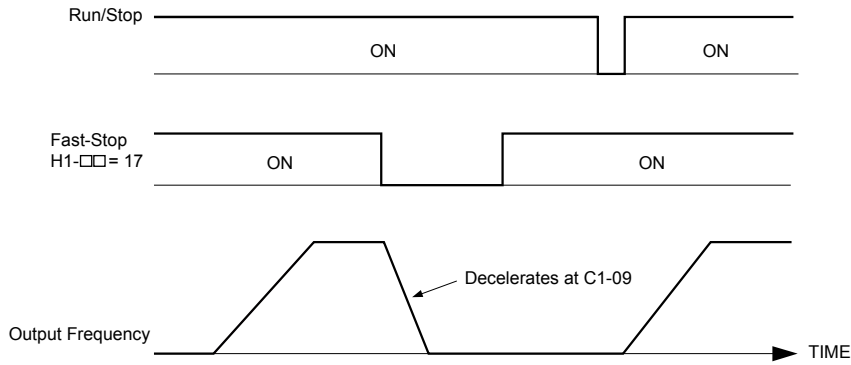 Run/Stop
ON
ON
Fast-Stop
H1-□□= 17
ON
ON
Decelerates at C1-09
Output Frequency
TIME